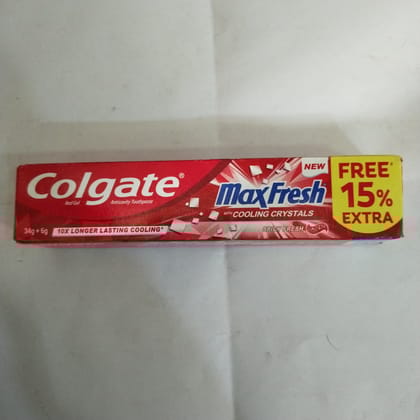 Colgate®
Red Gel Anticavity Toothpaste
34g + 6g
10X LONGER LASTING COOLING*
NEW
MaxFresh
WITH COOLING CRYSTALS
SPICY FRESH
FREE*
15%
EXTRA